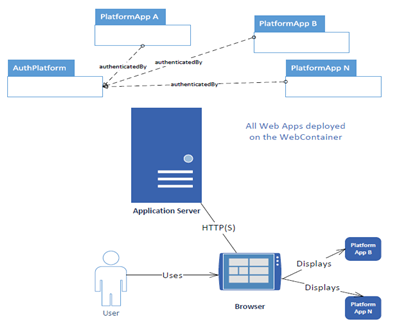 PlatformApp A
PlatformApp B
AuthPlatform
PlatformApp N
authenticatedBy
authenticatedBy
authenticatedBy
All Web Apps deployed
on the WebContainer
Application Server
HTTP(S)
Platform
App B
Displays
Uses
Displays
User
Browser
Platform
App N